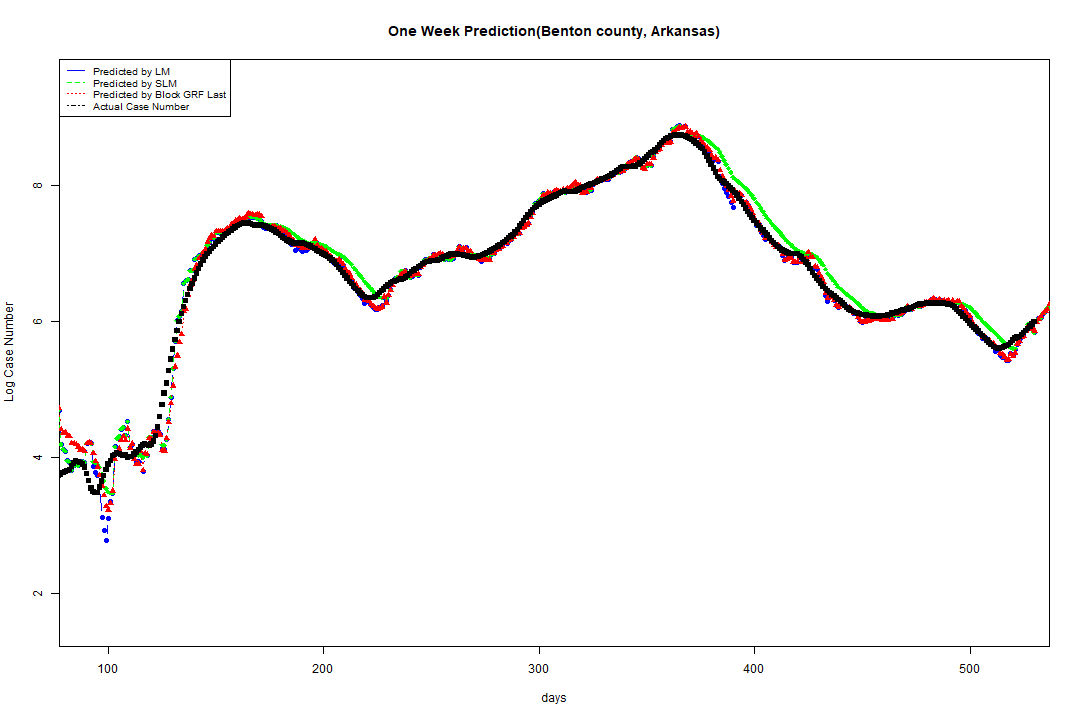 One Week Prediction(Benton county, Arkansas)
Predicted by LM
Predicted by SLM
Predicted by Block GRF Last
Actual Case Number
8
6
4
2
Log Case Number
100 200 300 400 500
days